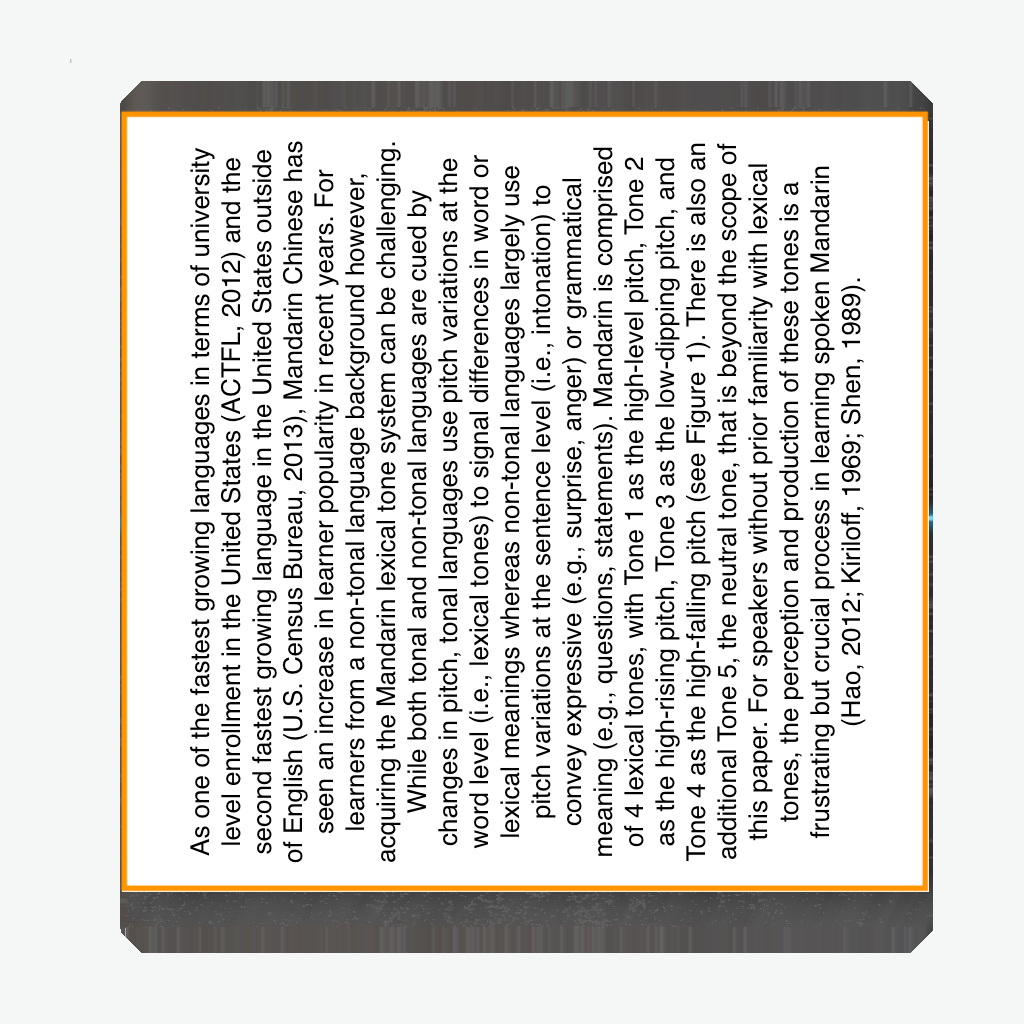 As one of the fastest growing languages in terms of university
level enrollment in the United States (ACTFL, 2012) and the
second fastest growing language in the United States outside
of English (U.S. Census Bureau, 2013), Mandarin Chinese has
seen an increase in learner popularity in recent years. For
learners from a non-tonal language background however,
acquiring the Mandarin lexical tone system can be challenging.
While both tonal and non-tonal languages are cued by
changes in pitch, tonal languages use pitch variations at the
word level (i.e., lexical tones) to signal differences in word or
lexical meanings whereas non-tonal languages largely use
pitch variations at the sentence level (i.e., intonation) to
convey expressive (e.g., surprise, anger) or grammatical
meaning (e.g., questions, statements). Mandarin is comprised
of 4 lexical tones, with Tone 1 as the high-level pitch, Tone 2
as the high-rising pitch, Tone 3 as the low-dipping pitch, and
Tone 4 as the high-falling pitch (see Figure 1). There is also an
additional Tone 5, the neutral tone, that is beyond the scope of
this paper. For speakers without prior familiarity with lexical
tones, the perception and production of these tones is a
frustrating but crucial process in learning spoken Mandarin
(Hao, 2012; Kiriloff, 1969; Shen, 1989).